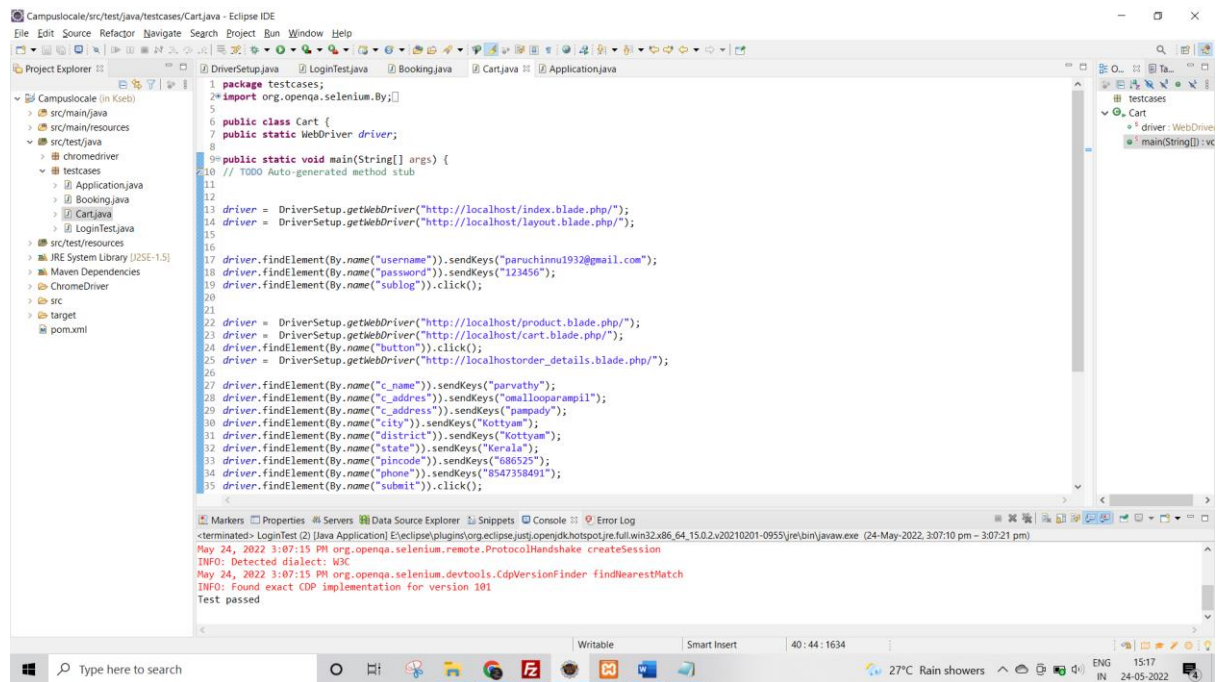 Campuslocale/src/test/java/testcases/Cart.java - Eclipse IDE
File Edit Source Refactor Navigate Search Project Run Window Help
Project Explorer
DriverSetup.java LoginTest.java Booking.java Cart.java Application.java
O... Ta...
Campuslocale (in Kseb)
src/main/java
src/main/resources
src/test/java
chromedriver
testcases
Application.java
Booking.java
Cart.java
LoginTest.java
src/test/resources
JRE System Library [J2SE-1.5]
Maven Dependencies
ChromeDriver
src
target
pom.xml
1 package testcases;
2 import org.openqa.selenium.By;
5
6 public class Cart {
7 public static WebDriver driver;
8
9 public static void main(String[] args) {
10 // TODO Auto-generated method stub
11
12
13 driver = DriverSetup.getWebDriver("http://localhost/index.blade.php/");
14 driver = DriverSetup.getWebDriver("http://localhost/layout.blade.php/");
15
16
17 driver.findElement(By.name("username")).sendKeys("paruchinnu1932@gmail.com");
18 driver.findElement(By.name("password")).sendKeys("123456");
19 driver.findElement(By.name("sublog")).click();
20
21
22 driver = DriverSetup.getWebDriver("http://localhost/product.blade.php/");
23 driver = DriverSetup.getWebDriver("http://localhost/cart.blade.php/");
24 driver.findElement(By.name("button")).click();
25 driver = DriverSetup.getWebDriver("http://localhostorder_details.blade.php/");
26
27 driver.findElement(By.name("c_name")).sendKeys("parvathy");
28 driver.findElement(By.name("c_addres")).sendKeys("omallooparampil");
29 driver.findElement(By.name("c_address")).sendKeys("pampady");
30 driver.findElement(By.name("city")).sendKeys("Kottyam");
31 driver.findElement(By.name("district")).sendKeys("Kottyam");
32 driver.findElement(By.name("state")).sendKeys("Kerala");
33 driver.findElement(By.name("pincode")).sendKeys("686525");
34 driver.findElement(By.name("phone")).sendKeys("8547358491");
35 driver.findElement(By.name("submit")).click();
testcases
Cart
driver : WebDrive
main(String[]) : vc
Markers Properties Servers Data Source Explorer Snippets Console Error Log
<terminated> LoginTest (2) [Java Application] E:\eclipse\plugins\org.eclipse.justj.openjdk.hotspot.jre.full.win32.x86_64_15.0.2.v20210201-0955\jre\bin\javaw.exe (24-May-2022, 3:07:10 pm – 3:07:21 pm)
May 24, 2022 3:07:15 PM org.openqa.selenium.remote.ProtocolHandshake createSession
INFO: Detected dialect: W3C
May 24, 2022 3:07:15 PM org.openqa.selenium.devtools.CdpVersionFinder findNearestMatch
INFO: Found exact CDP implementation for version 101
Test passed
Writable Smart Insert 40 : 44 : 1634
Type here to search
27°C Rain showers
ENG
IN
15:17
24-05-2022
4